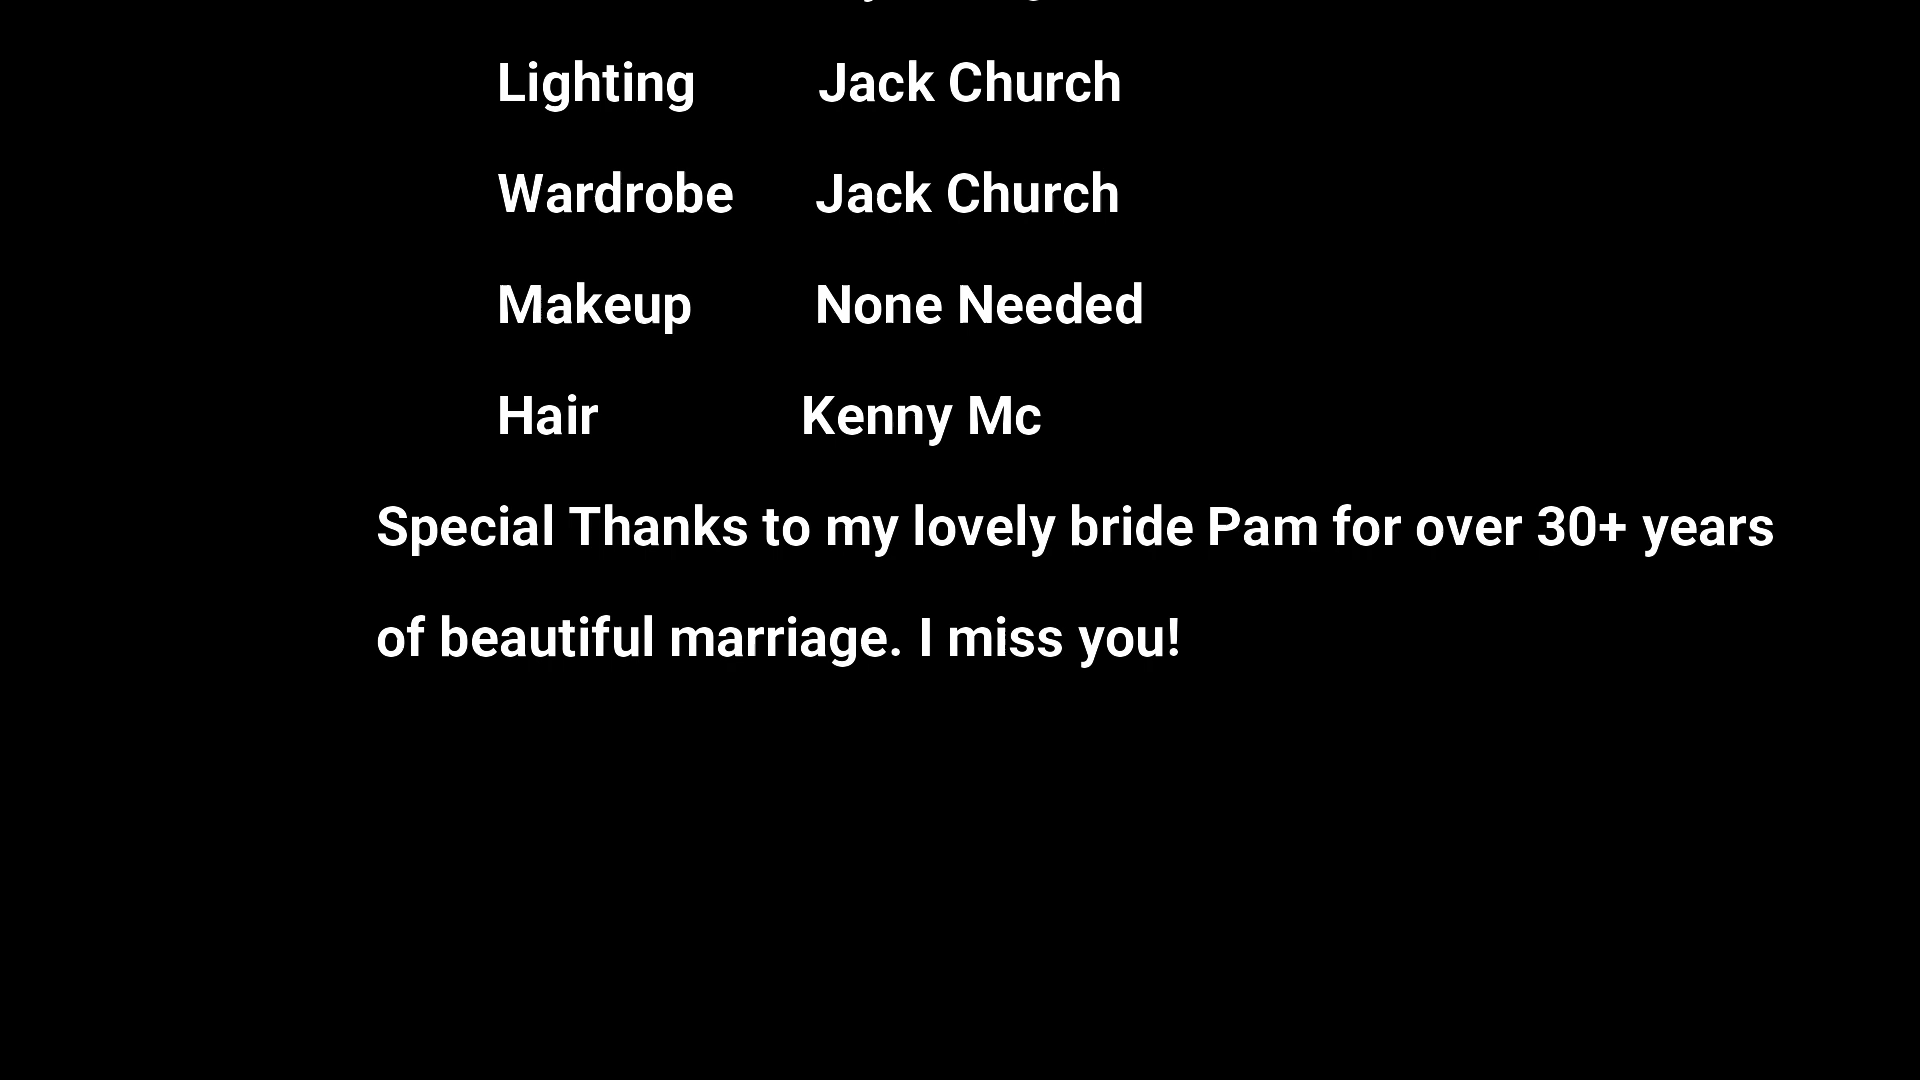 Lighting Jack Church
Wardrobe Jack Church
Makeup None Needed
Hair Kenny Mc
Special Thanks to my lovely bride Pam for over 30+ years
of beautiful marriage. I miss you!